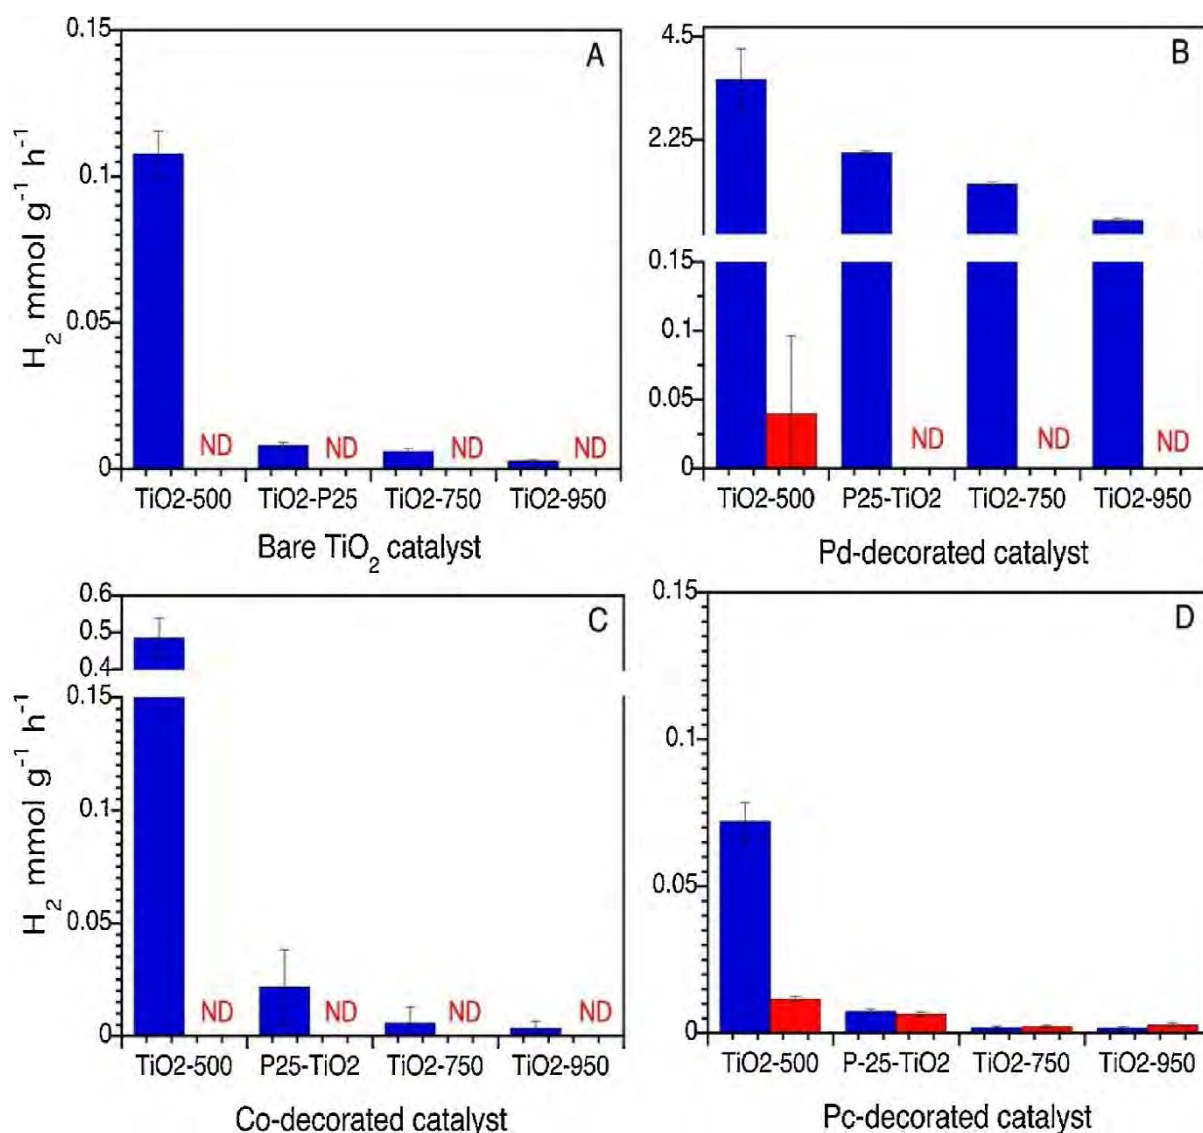 A
H2 mmol g-1 h-1
0.15
0.1
0.05
0
ND
ND
ND
ND
TiO2-500 TiO2-P25 TiO2-750 TiO2-950
Bare TiO2 catalyst
B
4.5
2.25
0.15
0.1
0.05
0
ND
ND
ND
TiO2-500 P25-TiO2 TiO2-750 TiO2-950
Pd-decorated catalyst
C
H2 mmol g-1 h-1
0.6
0.5
0.4
0.15
0.1
0.05
0
ND
ND
ND
ND
TiO2-500 P25-TiO2 TiO2-750 TiO2-950
Co-decorated catalyst
D
0.15
0.1
0.05
0
TiO2-500 P-25-TiO2 TiO2-750 TiO2-950
Pc-decorated catalyst